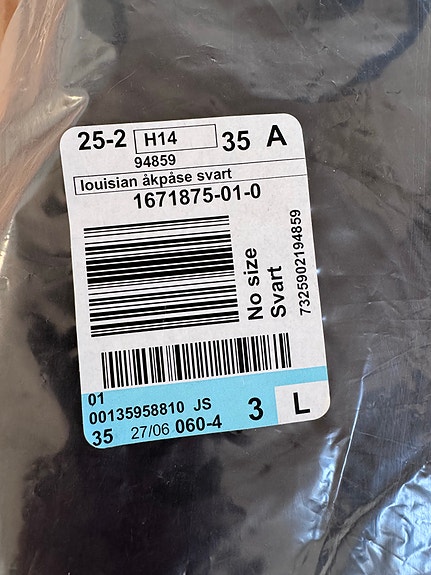 25-2 H14 35 A
94859
louisian åkpåse svart
1671875-01-0
No size
Svart
7325902194859
01
00135958810 JS
35 27/06 060-4 3 L